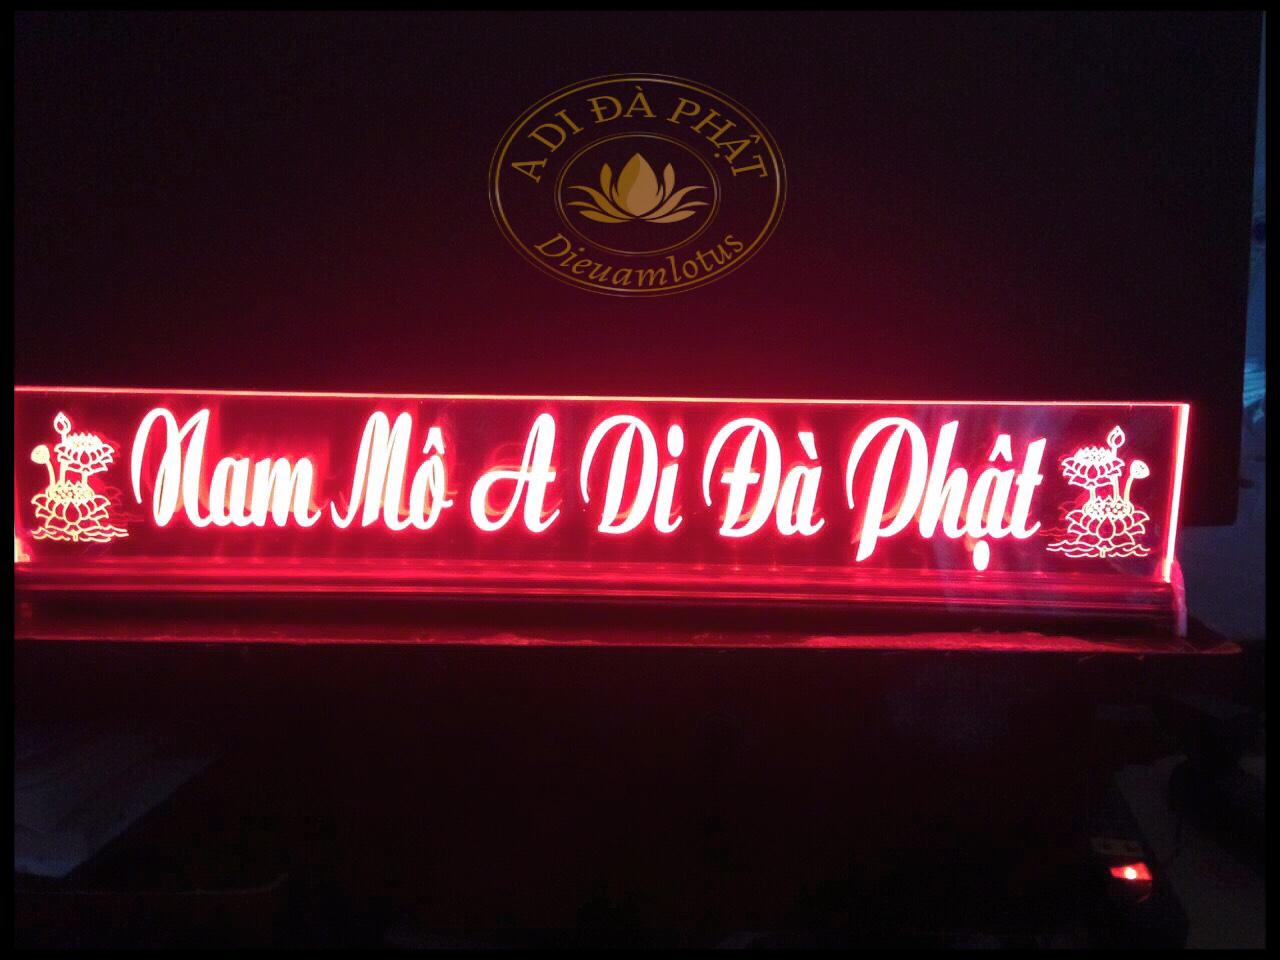 A DI ĐÀ PHẬT
Dieuamlotus
Nam Mô A Di Đà Phật